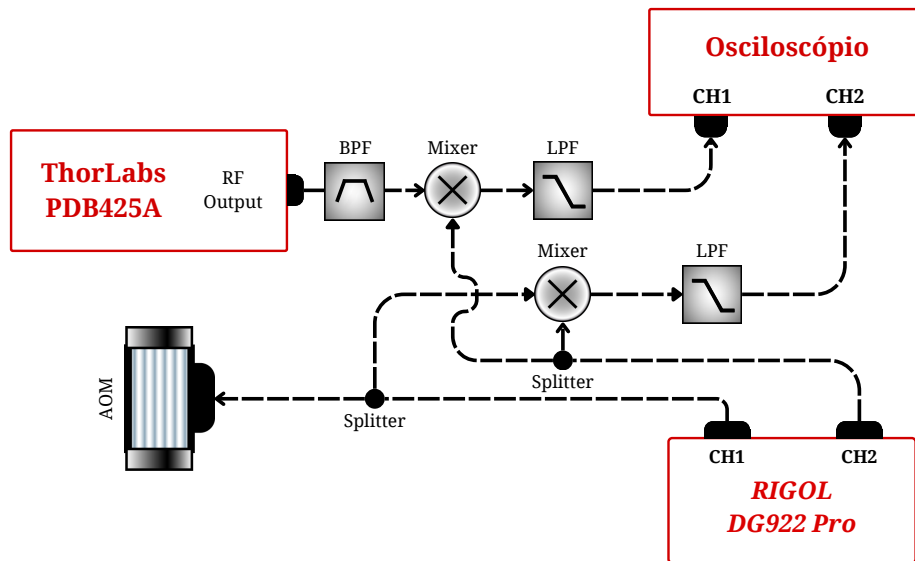 Osciloscópio
CH1
CH2
ThorLabs
PDB425A
RF
Output
BPF
Mixer
LPF
Mixer
LPF
AOM
Splitter
Splitter
CH1
CH2
RIGOL
DG922 Pro